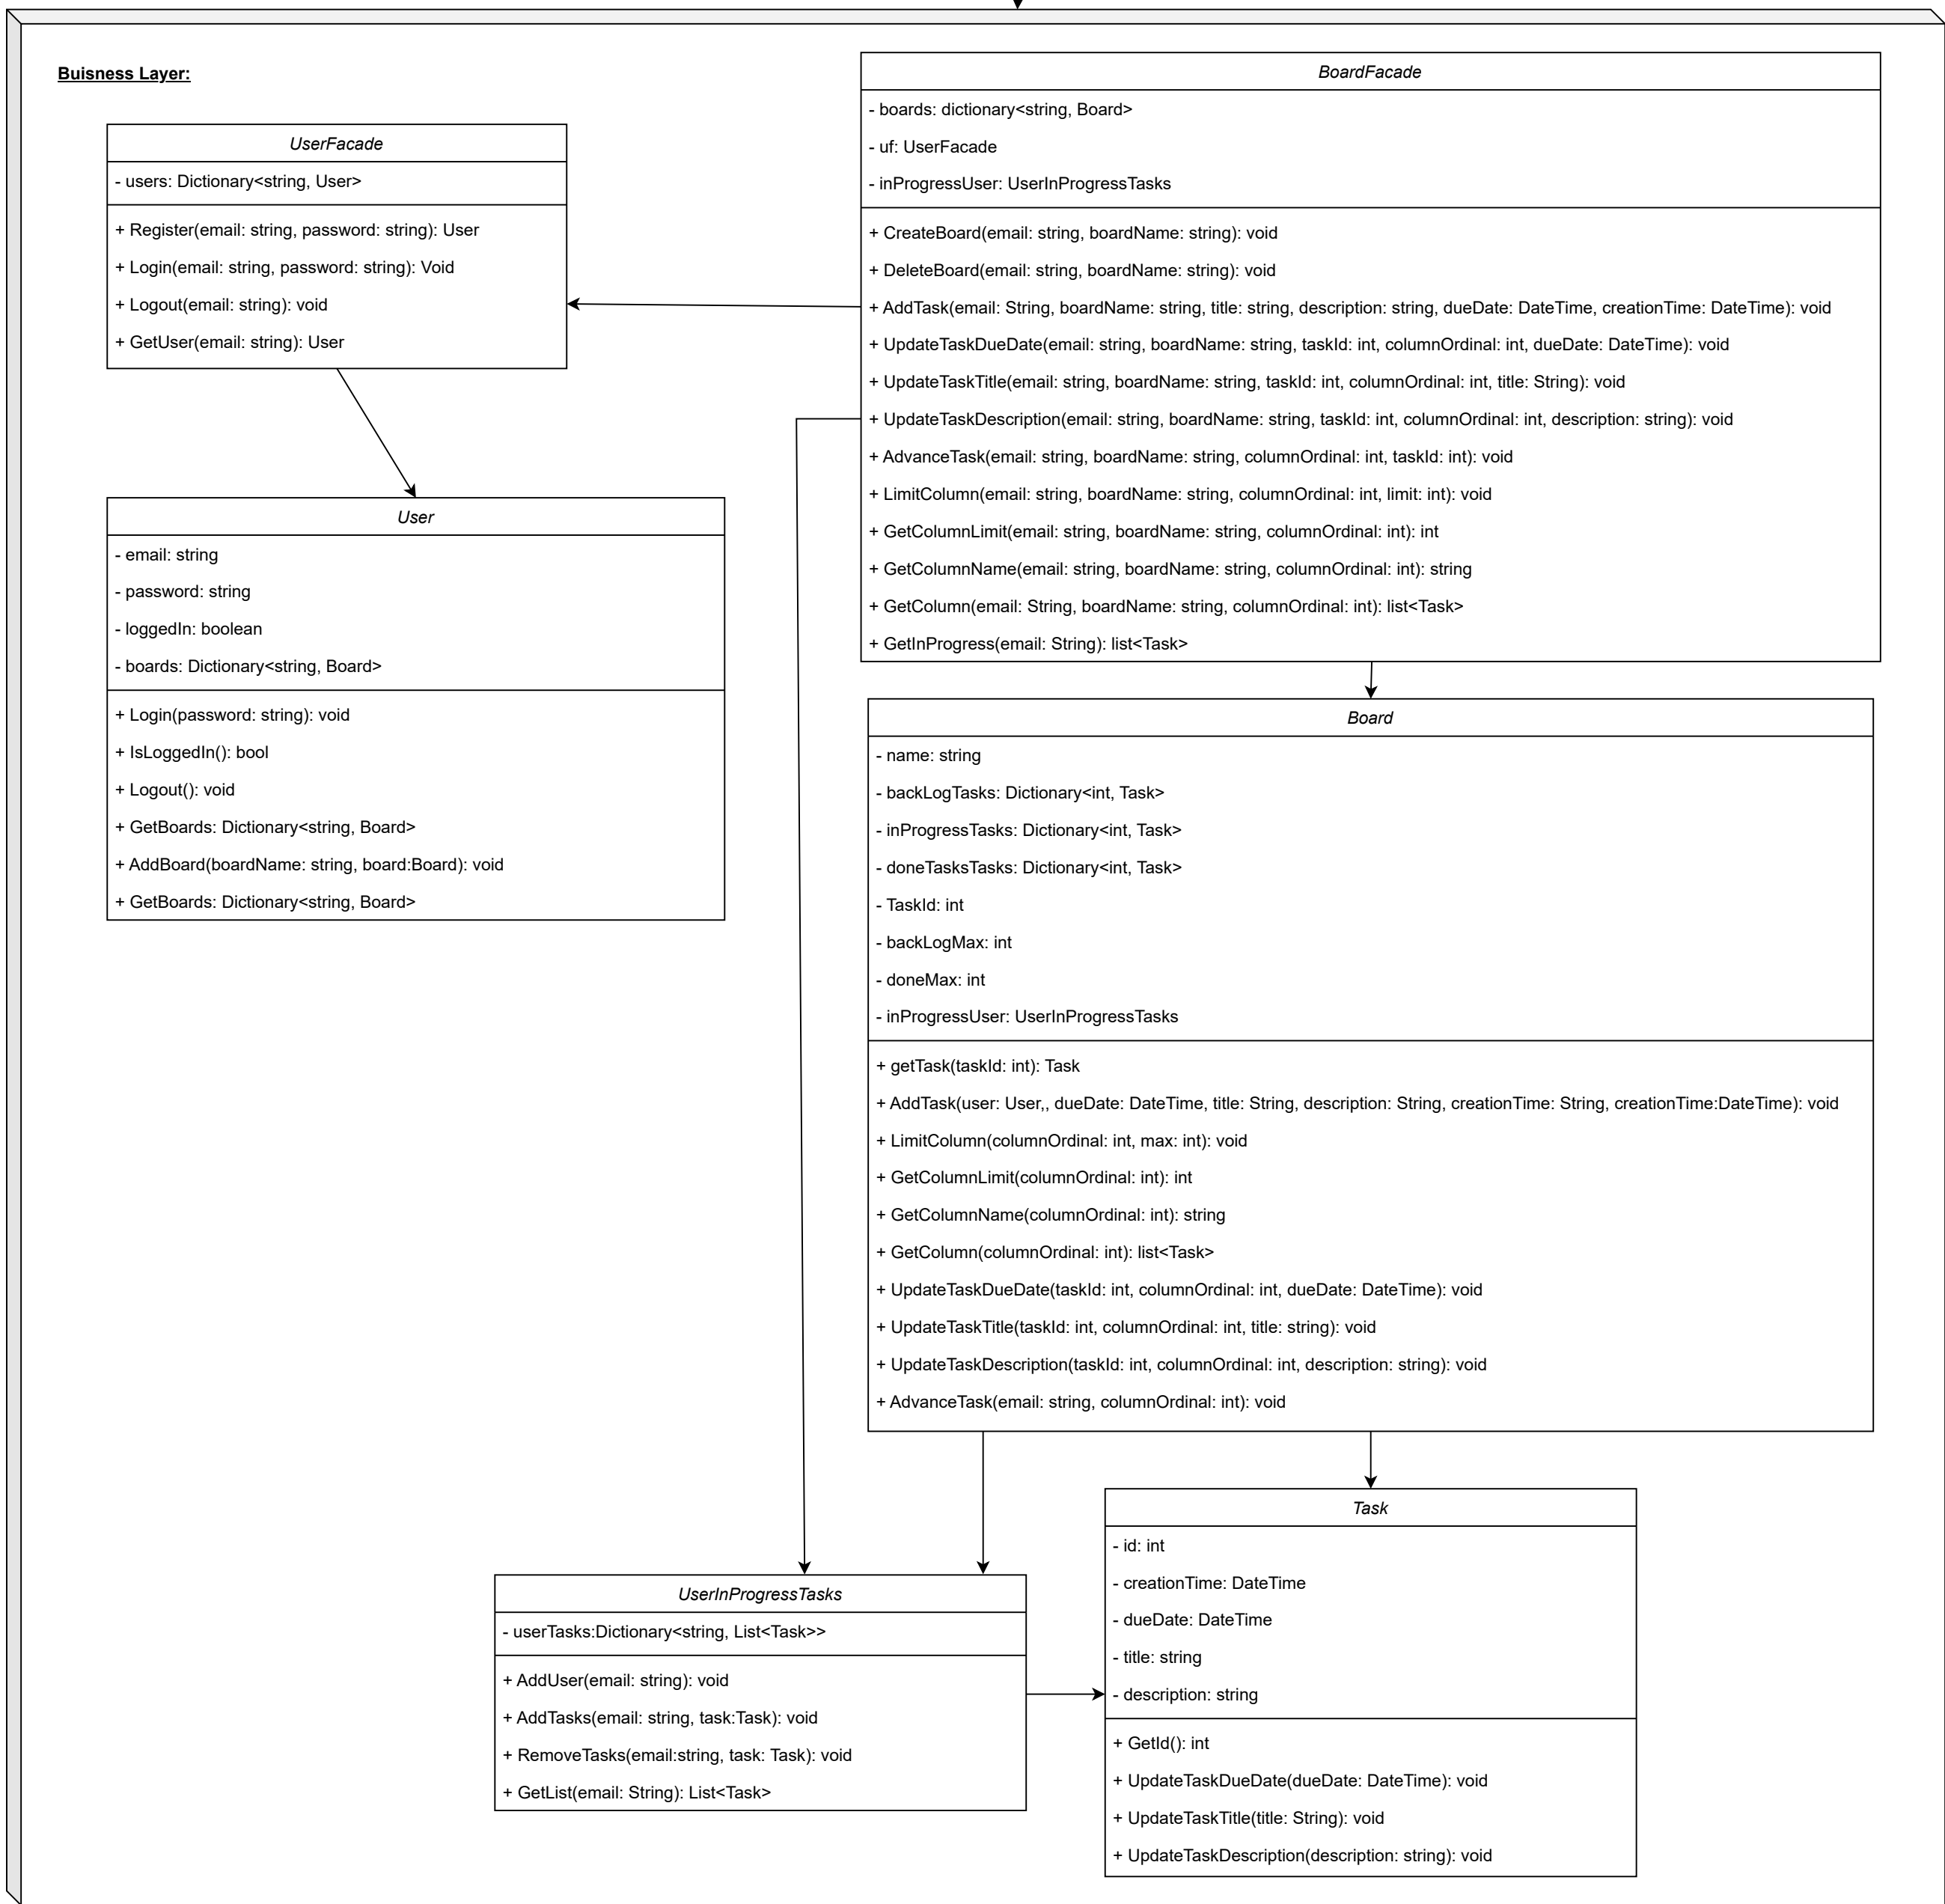 Buisness Layer:
UserFacade
- users: Dictionary<string, User>
+ Register(email: string, password: string): User
+ Login(email: string, password: string): Void
+ Logout(email: string): void
+ GetUser(email: string): User
User
- email: string
- password: string
- loggedIn: boolean
- boards: Dictionary<string, Board>
+ Login(password: string): void
+ IsLoggedIn(): bool
+ Logout(): void
+ GetBoards: Dictionary<string, Board>
+ AddBoard(boardName: string, board:Board): void
+ GetBoards: Dictionary<string, Board>
BoardFacade
- boards: dictionary<string, Board>
- uf: UserFacade
- inProgressUser: UserInProgressTasks
+ CreateBoard(email: string, boardName: string): void
+ DeleteBoard(email: string, boardName: string): void
+ AddTask(email: String, boardName: string, title: string, description: string, dueDate: DateTime, creationTime: DateTime): void
+ UpdateTaskDueDate(email: string, boardName: string, taskId: int, columnOrdinal: int, dueDate: DateTime): void
+ UpdateTaskTitle(email: string, boardName: string, taskId: int, columnOrdinal: int, title: String): void
+ UpdateTaskDescription(email: string, boardName: string, taskId: int, columnOrdinal: int, description: string): void
+ AdvanceTask(email: string, boardName: string, columnOrdinal: int, taskId: int): void
+ LimitColumn(email: string, boardName: string, columnOrdinal: int, limit: int): void
+ GetColumnLimit(email: string, boardName: string, columnOrdinal: int): int
+ GetColumnName(email: string, boardName: string, columnOrdinal: int): string
+ GetColumn(email: String, boardName: string, columnOrdinal: int): list<Task>
+ GetInProgress(email: String): list<Task>
Board
- name: string
- backLogTasks: Dictionary<int, Task>
- inProgressTasks: Dictionary<int, Task>
- doneTasksTasks: Dictionary<int, Task>
- TaskId: int
- backLogMax: int
- doneMax: int
- inProgressUser: UserInProgressTasks
+ getTask(taskId: int): Task
+ AddTask(user: User,, dueDate: DateTime, title: String, description: String, creationTime: String, creationTime:DateTime): void
+ LimitColumn(columnOrdinal: int, max: int): void
+ GetColumnLimit(columnOrdinal: int): int
+ GetColumnName(columnOrdinal: int): string
+ GetColumn(columnOrdinal: int): list<Task>
+ UpdateTaskDueDate(taskId: int, columnOrdinal: int, dueDate: DateTime): void
+ UpdateTaskTitle(taskId: int, columnOrdinal: int, title: string): void
+ UpdateTaskDescription(taskId: int, columnOrdinal: int, description: string): void
+ AdvanceTask(email: string, columnOrdinal: int): void
UserInProgressTasks
- userTasks:Dictionary<string, List<Task>>
+ AddUser(email: string): void
+ AddTasks(email: string, task:Task): void
+ RemoveTasks(email:string, task: Task): void
+ GetList(email: String): List<Task>
Task
- id: int
- creationTime: DateTime
- dueDate: DateTime
- title: string
- description: string
+ GetId(): int
+ UpdateTaskDueDate(dueDate: DateTime): void
+ UpdateTaskTitle(title: String): void
+ UpdateTaskDescription(description: string): void